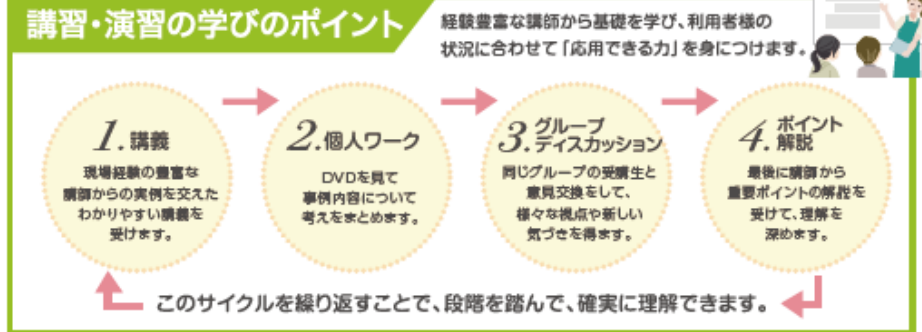 講習・演習の学びのポイント
経験豊富な講師から基礎を学び、利用者様の
状況に合わせて「応用できる力」を身につけます。
1.講義
現場経験の豊富な
講師からの実例を交えた
わかりやすい講義を
受けます。
2.個人ワーク
DVDを見て
事例内容について
考えをまとめます。
3.グループ
ディスカッション
同じグループの受講生と
意見交換をして、
様々な視点や新しい
気づきを得ます。
4.ポイント
解説
最後に講師から
重要ポイントの解説を
受けて、理解を
深めます。
このサイクルを繰り返すことで、段階を踏んで、確実に理解できます。